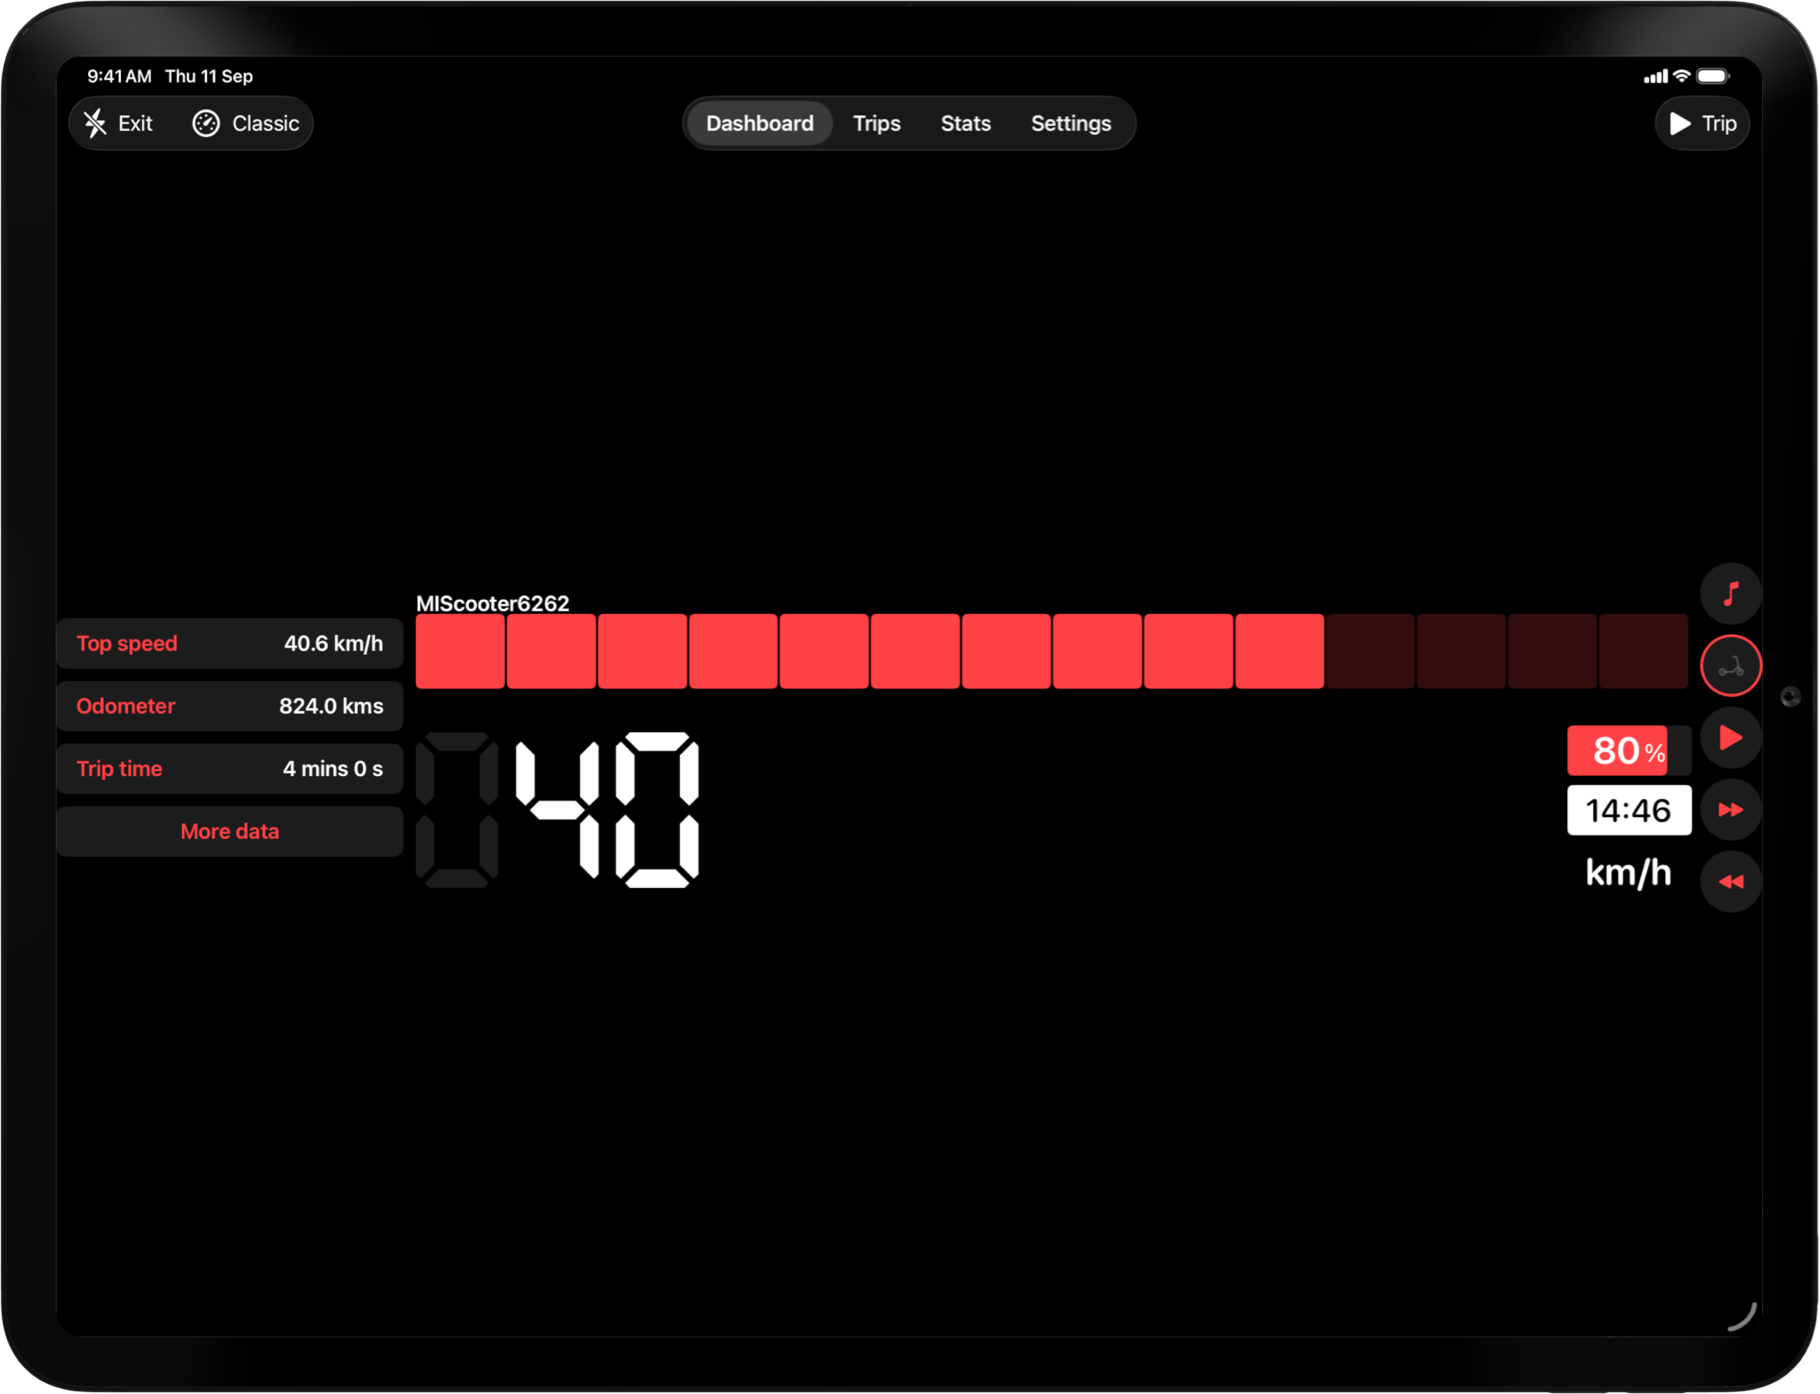 9:41 AM Thu 11 Sep
Exit Classic Dashboard Trips Stats Settings Trip
MIScooter6262
Top speed 40.6 km/h
Odometer 824.0 kms
Trip time 4 mins 0 s
More data
40
80%
14:46
km/h